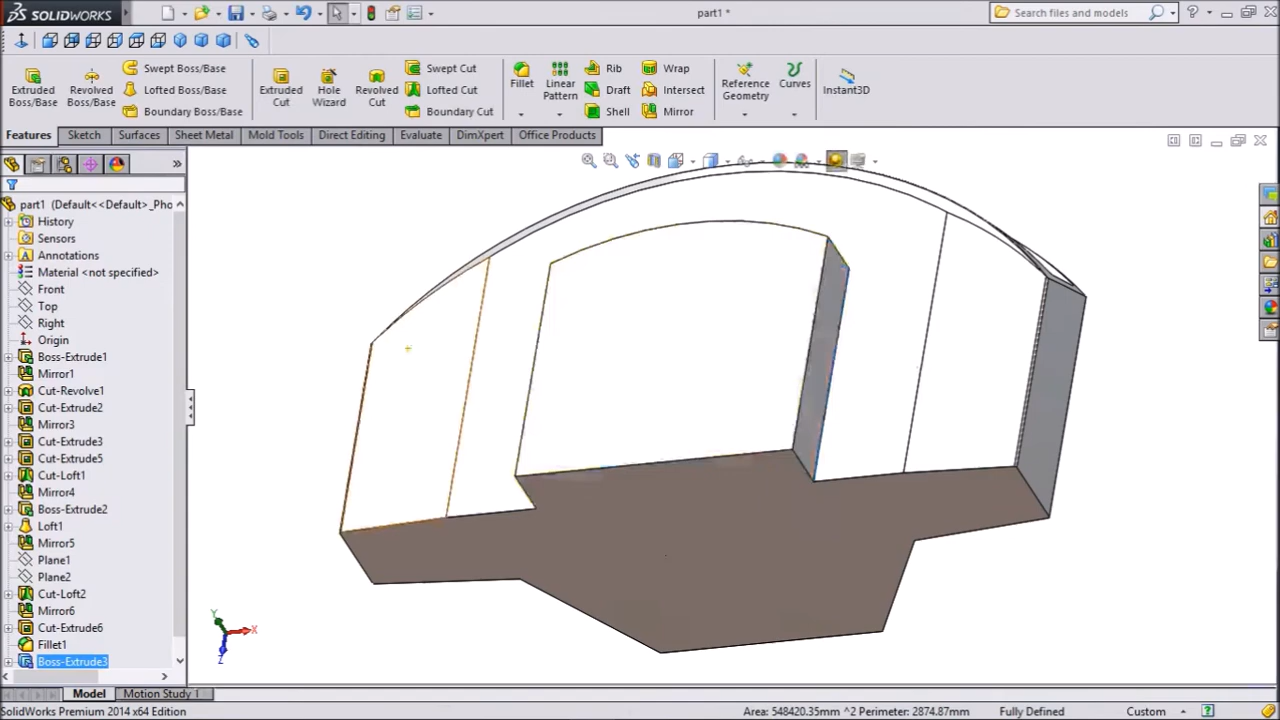 SOLIDWORKS
part1 *
Search files and models
Extruded Boss/Base
Revolved Boss/Base
Swept Boss/Base
Lofted Boss/Base
Boundary Boss/Base
Extruded Cut
Hole Wizard
Revolved Cut
Swept Cut
Lofted Cut
Boundary Cut
Fillet
Linear Pattern
Rib
Draft
Shell
Wrap
Intersect
Mirror
Reference Geometry
Curves
Instant3D
Features
Sketch
Surfaces
Sheet Metal
Mold Tools
Direct Editing
Evaluate
DimXpert
Office Products
part1 (Default<<Default>_Pho
History
Sensors
Annotations
Material <not specified>
Front
Top
Right
Origin
Boss-Extrude1
Mirror1
Cut-Revolve1
Cut-Extrude2
Mirror3
Cut-Extrude3
Cut-Extrude5
Cut-Loft1
Mirror4
Boss-Extrude2
Loft1
Mirror5
Plane1
Plane2
Cut-Loft2
Mirror6
Cut-Extrude6
Fillet1
Boss-Extrude3
Y
X
Z
Model
Motion Study 1
SolidWorks Premium 2014 x64 Edition
Area: 548420.35mm ^2 Perimeter: 2874.87mm
Fully Defined
Custom